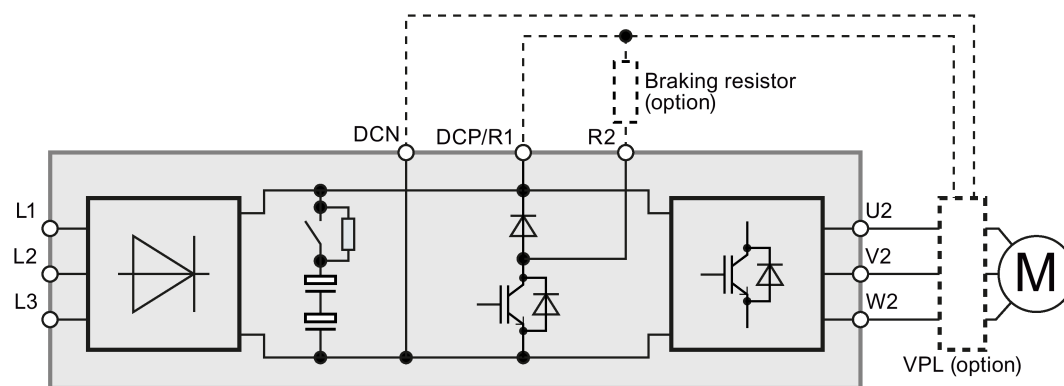 Braking resistor
(option)
DCN
DCP/R1
R2
L1
L2
L3
U2
V2
W2
M
VPL (option)